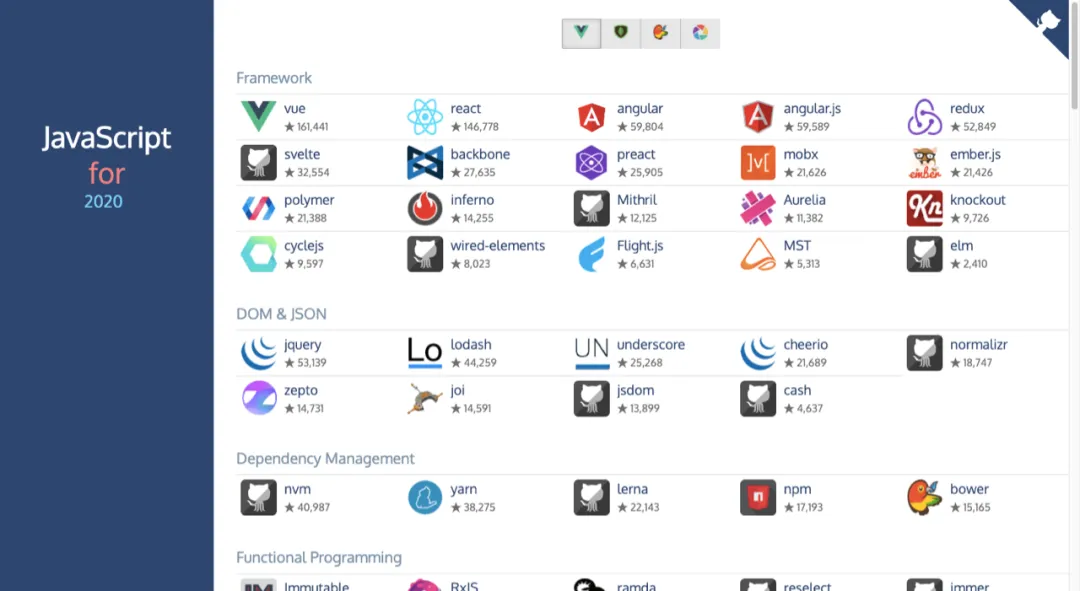 JavaScript
for
2020
Framework
vue
★ 161,441
react
★ 146,778
angular
★ 59,804
angular.js
★ 59,589
redux
★ 52,849
svelte
★ 32,554
backbone
★ 27,635
preact
★ 25,905
]v[
mobx
★ 21,626
ember
ember.js
★ 21,426
polymer
★ 21,388
inferno
★ 14,255
Mithril
★ 12,125
Aurelia
★ 11,382
Kn
knockout
★ 9,726
cyclejs
★ 9,597
wired-elements
★ 8,023
Flight.js
★ 6,631
MST
★ 5,313
elm
★ 2,410
DOM & JSON
jquery
★ 53,139
Lo
lodash
★ 44,259
UN
underscore
★ 25,268
cheerio
★ 21,689
normalizr
★ 18,747
zepto
★ 14,731
joi
★ 14,591
jsdom
★ 13,899
cash
★ 4,637
Dependency Management
nvm
★ 40,987
yarn
★ 38,275
lerna
★ 22,143
n
npm
★ 17,193
bower
★ 15,165
Functional Programming
Immutable
RxJS
ramda
reselect
immer